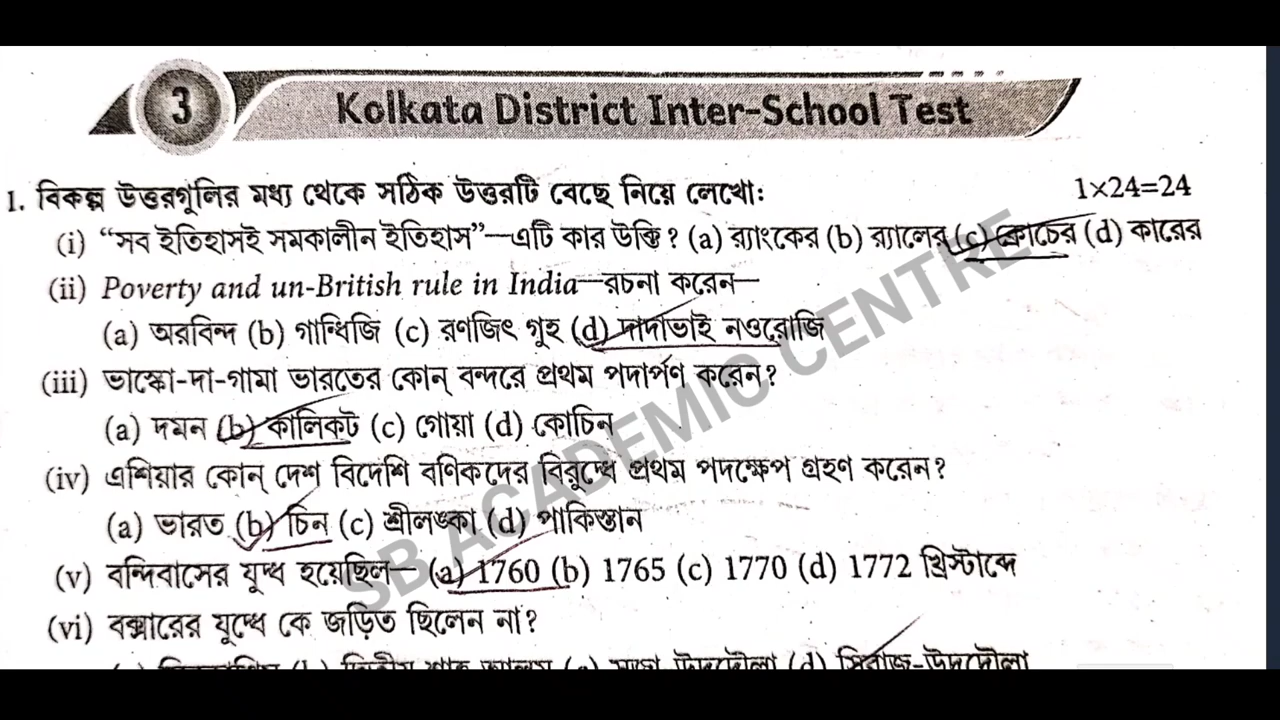 3
Kolkata District Inter-School Test
1. বিকল্প উত্তরগুলির মধ্য থেকে সঠিক উত্তরটি বেছে নিয়ে লেখো: 1×24=24
(i) “সব ইতিহাসই সমকালীন ইতিহাস”—এটি কার উক্তি? (a) র‍্যাংকের (b) র‍্যালের (c) ক্রোচের (d) কারের
(ii) Poverty and un-British rule in India—রচনা করেন—
(a) অরবিন্দ (b) গান্ধিজি (c) রণজিৎ গুহ (d) দাদাভাই নওরোজি
(iii) ভাস্কো-দা-গামা ভারতের কোন্ বন্দরে প্রথম পদার্পণ করেন?
(a) দমন (b) কালিকট (c) গোয়া (d) কোচিন
(iv) এশিয়ার কোন্ দেশ বিদেশি বণিকদের বিরুদ্ধে প্রথম পদক্ষেপ গ্রহণ করেন?
(a) ভারত (b) চিন (c) শ্রীলঙ্কা (d) পাকিস্তান
(v) বন্দিবাসের যুদ্ধ হয়েছিল— (a) 1760 (b) 1765 (c) 1770 (d) 1772 খ্রিস্টাব্দে
(vi) বক্সারের যুদ্ধে কে জড়িত ছিলেন না?
(b) দ্বিতীয় শাহ আলম (c) সুজা উদদৌলা (d) সিরাজ-উদদৌলা
SB ACADEMIC CENTRE